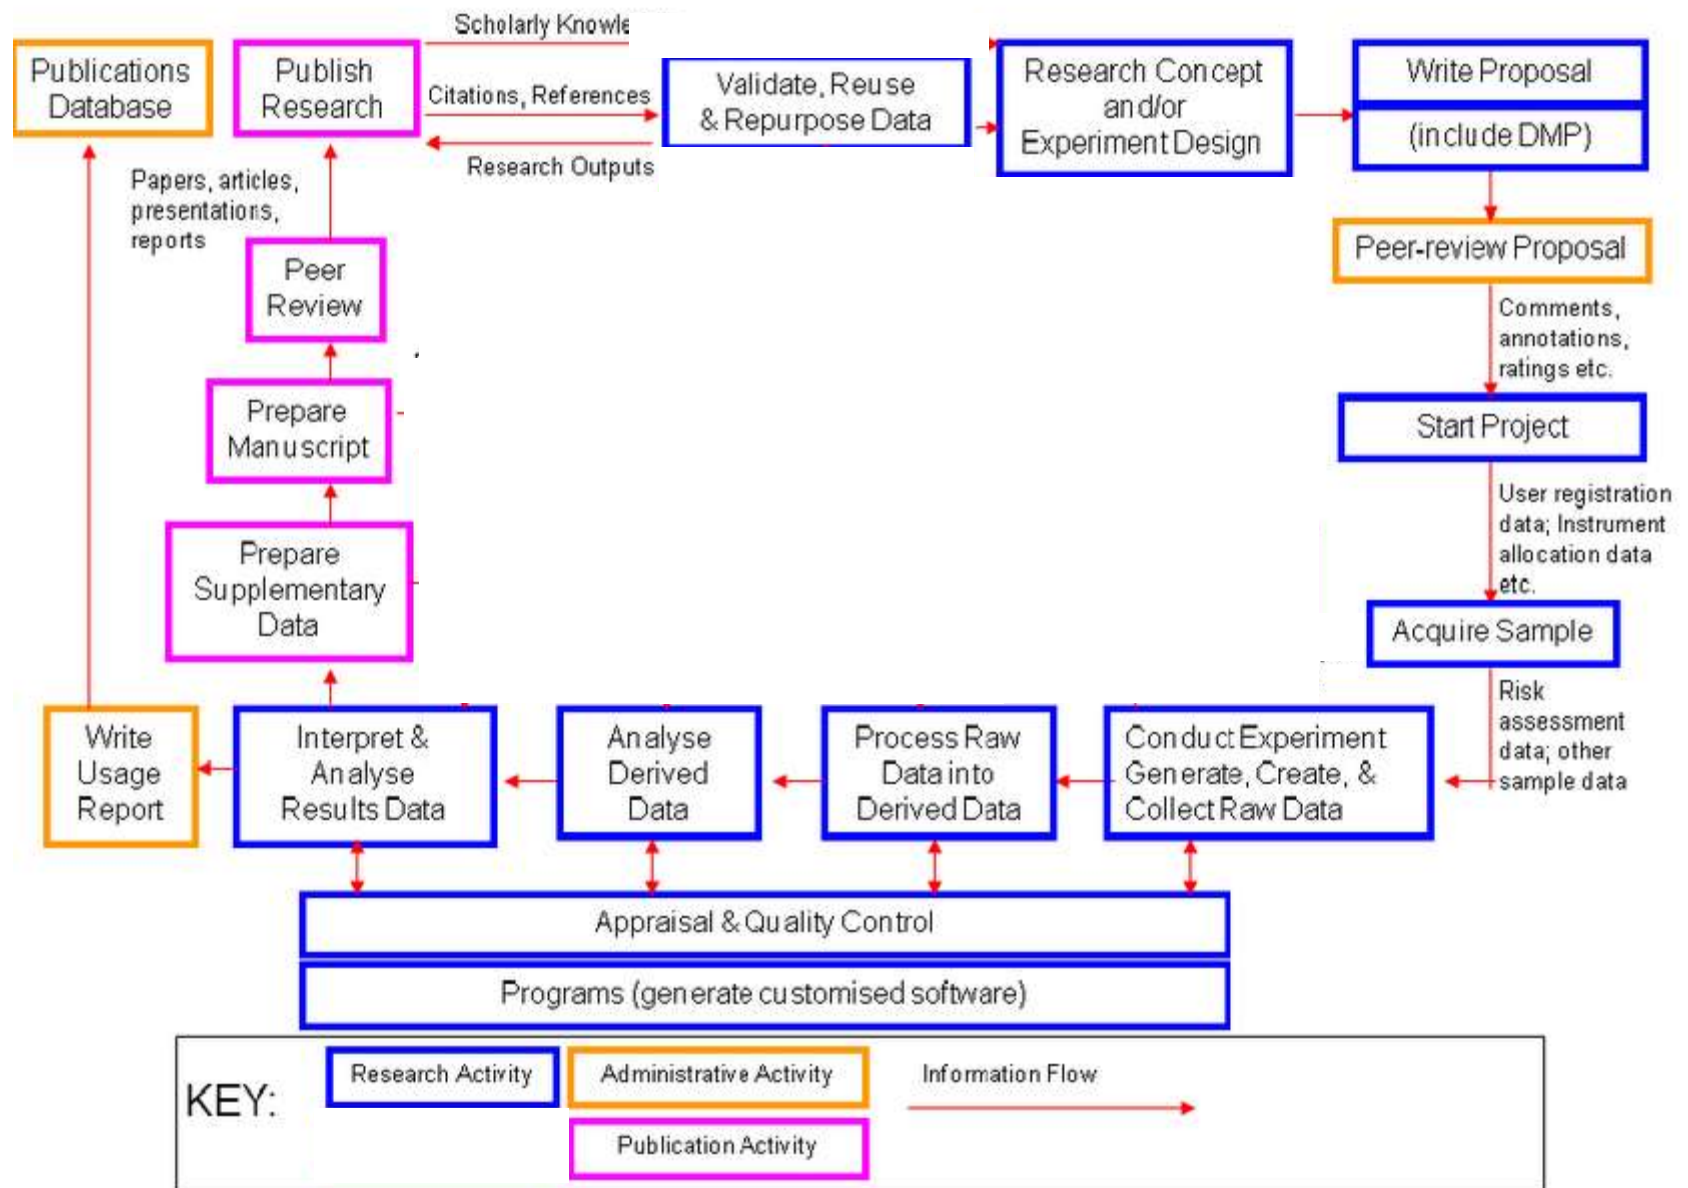 Scholarly Knowle
Publications
Database
Publish
Research
Citations, References
Research Outputs
Validate, Reuse
& Repurpose Data
Research Concept
and/or
Experiment Design
Write Proposal
(include DMP)
Papers, articles,
presentations,
reports
Peer-review Proposal
Peer
Review
Comments,
annotations,
ratings etc.
Prepare
Manuscript
Start Project
User registration
data; Instrument
allocation data
etc.
Prepare
Supplementary
Data
Acquire Sample
Risk
assessment
data; other
sample data
Write
Usage
Report
Interpret &
Analyse
Results Data
Analyse
Derived
Data
Process Raw
Data into
Derived Data
Conduct Experiment
Generate, Create, &
Collect Raw Data
Appraisal & Quality Control
Programs (generate customised software)
KEY:
Research Activity
Administrative Activity
Information Flow
Publication Activity